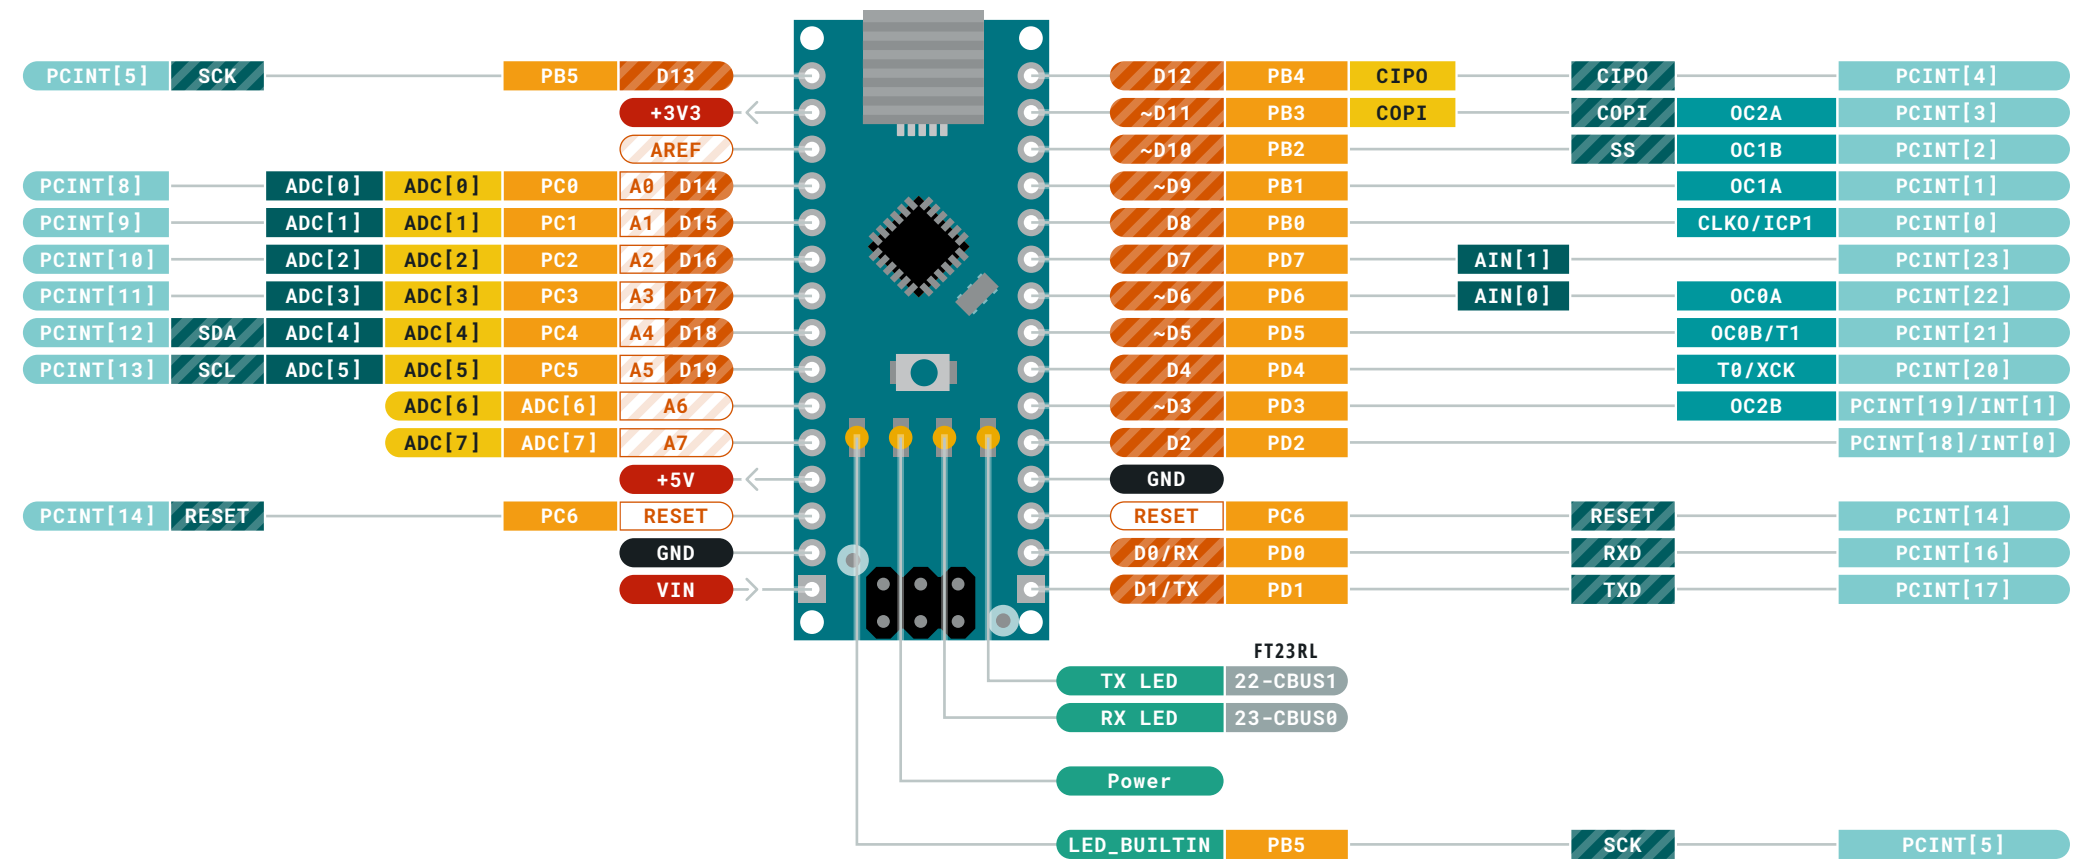 PCINT[5] SCK PB5 D13 D12 PB4 CIPO CIPO PCINT[4]
+3V3 ~D11 PB3 COPI COPI OC2A PCINT[3]
AREF ~D10 PB2 SS OC1B PCINT[2]
PCINT[8] ADC[0] ADC[0] PC0 A0 D14 ~D9 PB1 OC1A PCINT[1]
PCINT[9] ADC[1] ADC[1] PC1 A1 D15 D8 PB0 CLKO/ICP1 PCINT[0]
PCINT[10] ADC[2] ADC[2] PC2 A2 D16 D7 PD7 AIN[1] PCINT[23]
PCINT[11] ADC[3] ADC[3] PC3 A3 D17 ~D6 PD6 AIN[0] OC0A PCINT[22]
PCINT[12] SDA ADC[4] ADC[4] PC4 A4 D18 ~D5 PD5 OC0B/T1 PCINT[21]
PCINT[13] SCL ADC[5] ADC[5] PC5 A5 D19 D4 PD4 T0/XCK PCINT[20]
ADC[6] ADC[6] A6 ~D3 PD3 OC2B PCINT[19]/INT[1]
ADC[7] ADC[7] A7 D2 PD2 PCINT[18]/INT[0]
+5V GND
PCINT[14] RESET PC6 RESET RESET PC6 RESET PCINT[14]
GND D0/RX PD0 RXD PCINT[16]
VIN D1/TX PD1 TXD PCINT[17]
FT23RL
TX LED 22-CBUS1
RX LED 23-CBUS0
Power
LED_BUILTIN PB5 SCK PCINT[5]